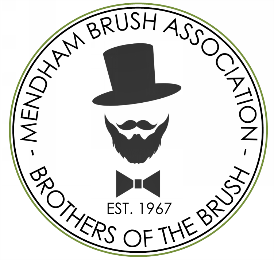 - MENDHAM BRUSH ASSOCIATION -
EST. 1967
BROTHERS OF THE BRUSH